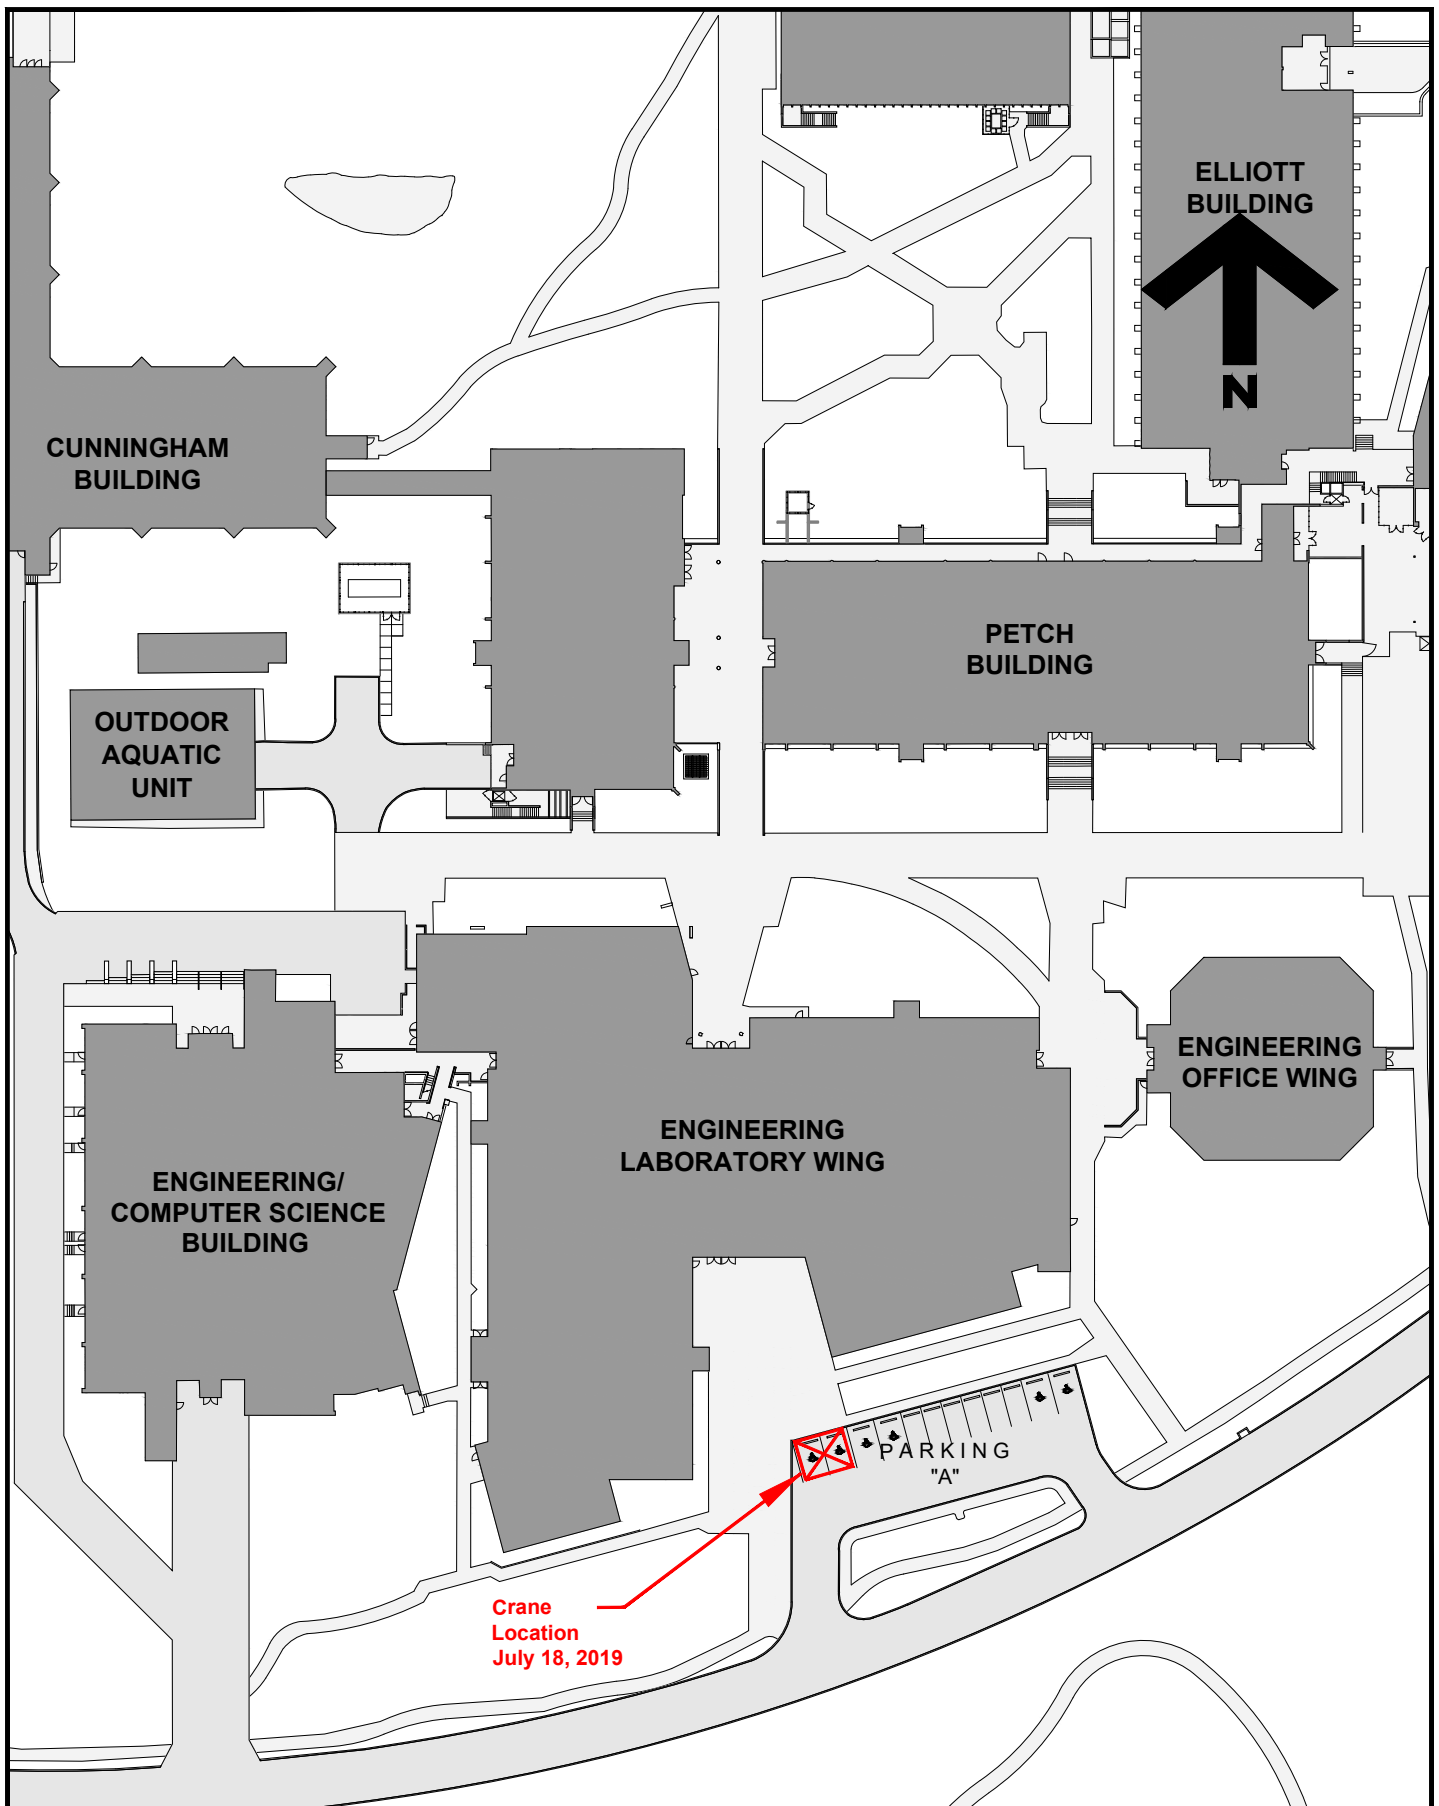 ELLIOTT
BUILDING
N
CUNNINGHAM
BUILDING
PETCH
BUILDING
OUTDOOR
AQUATIC
UNIT
ENGINEERING
OFFICE WING
ENGINEERING
LABORATORY WING
ENGINEERING/
COMPUTER SCIENCE
BUILDING
PARKING
"A"
Crane
Location
July 18, 2019